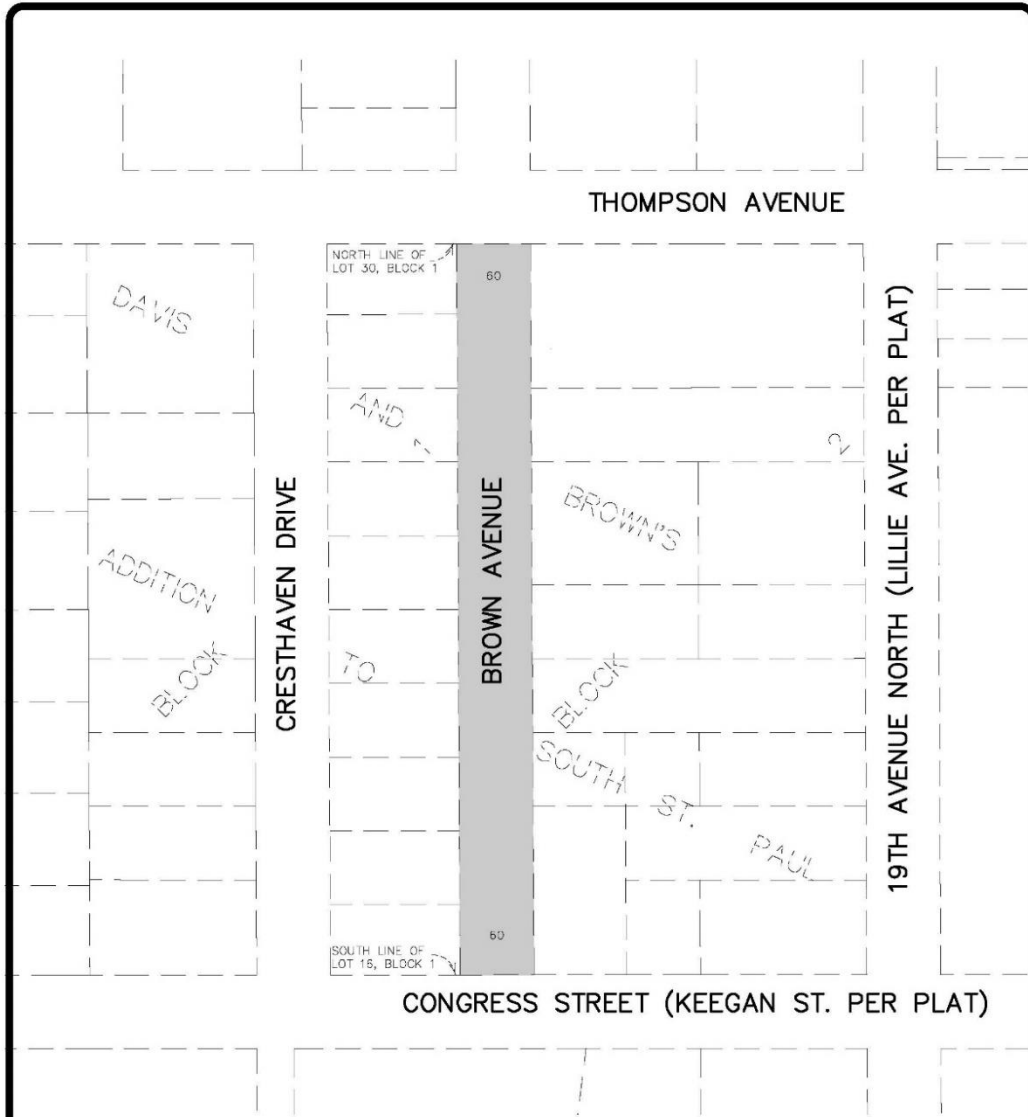 THOMPSON AVENUE
NORTH LINE OF
LOT 30, BLOCK 1
60
DAVIS
AND
1
2
19TH AVENUE NORTH (LILLIE AVE. PER PLAT)
CRESTHAVEN DRIVE
BROWN AVENUE
BROWN'S
ADDITION
BLOCK
TO
BLOCK
SOUTH
ST.
PAUL
60
SOUTH LINE OF
LOT 16, BLOCK 1
CONGRESS STREET (KEEGAN ST. PER PLAT)